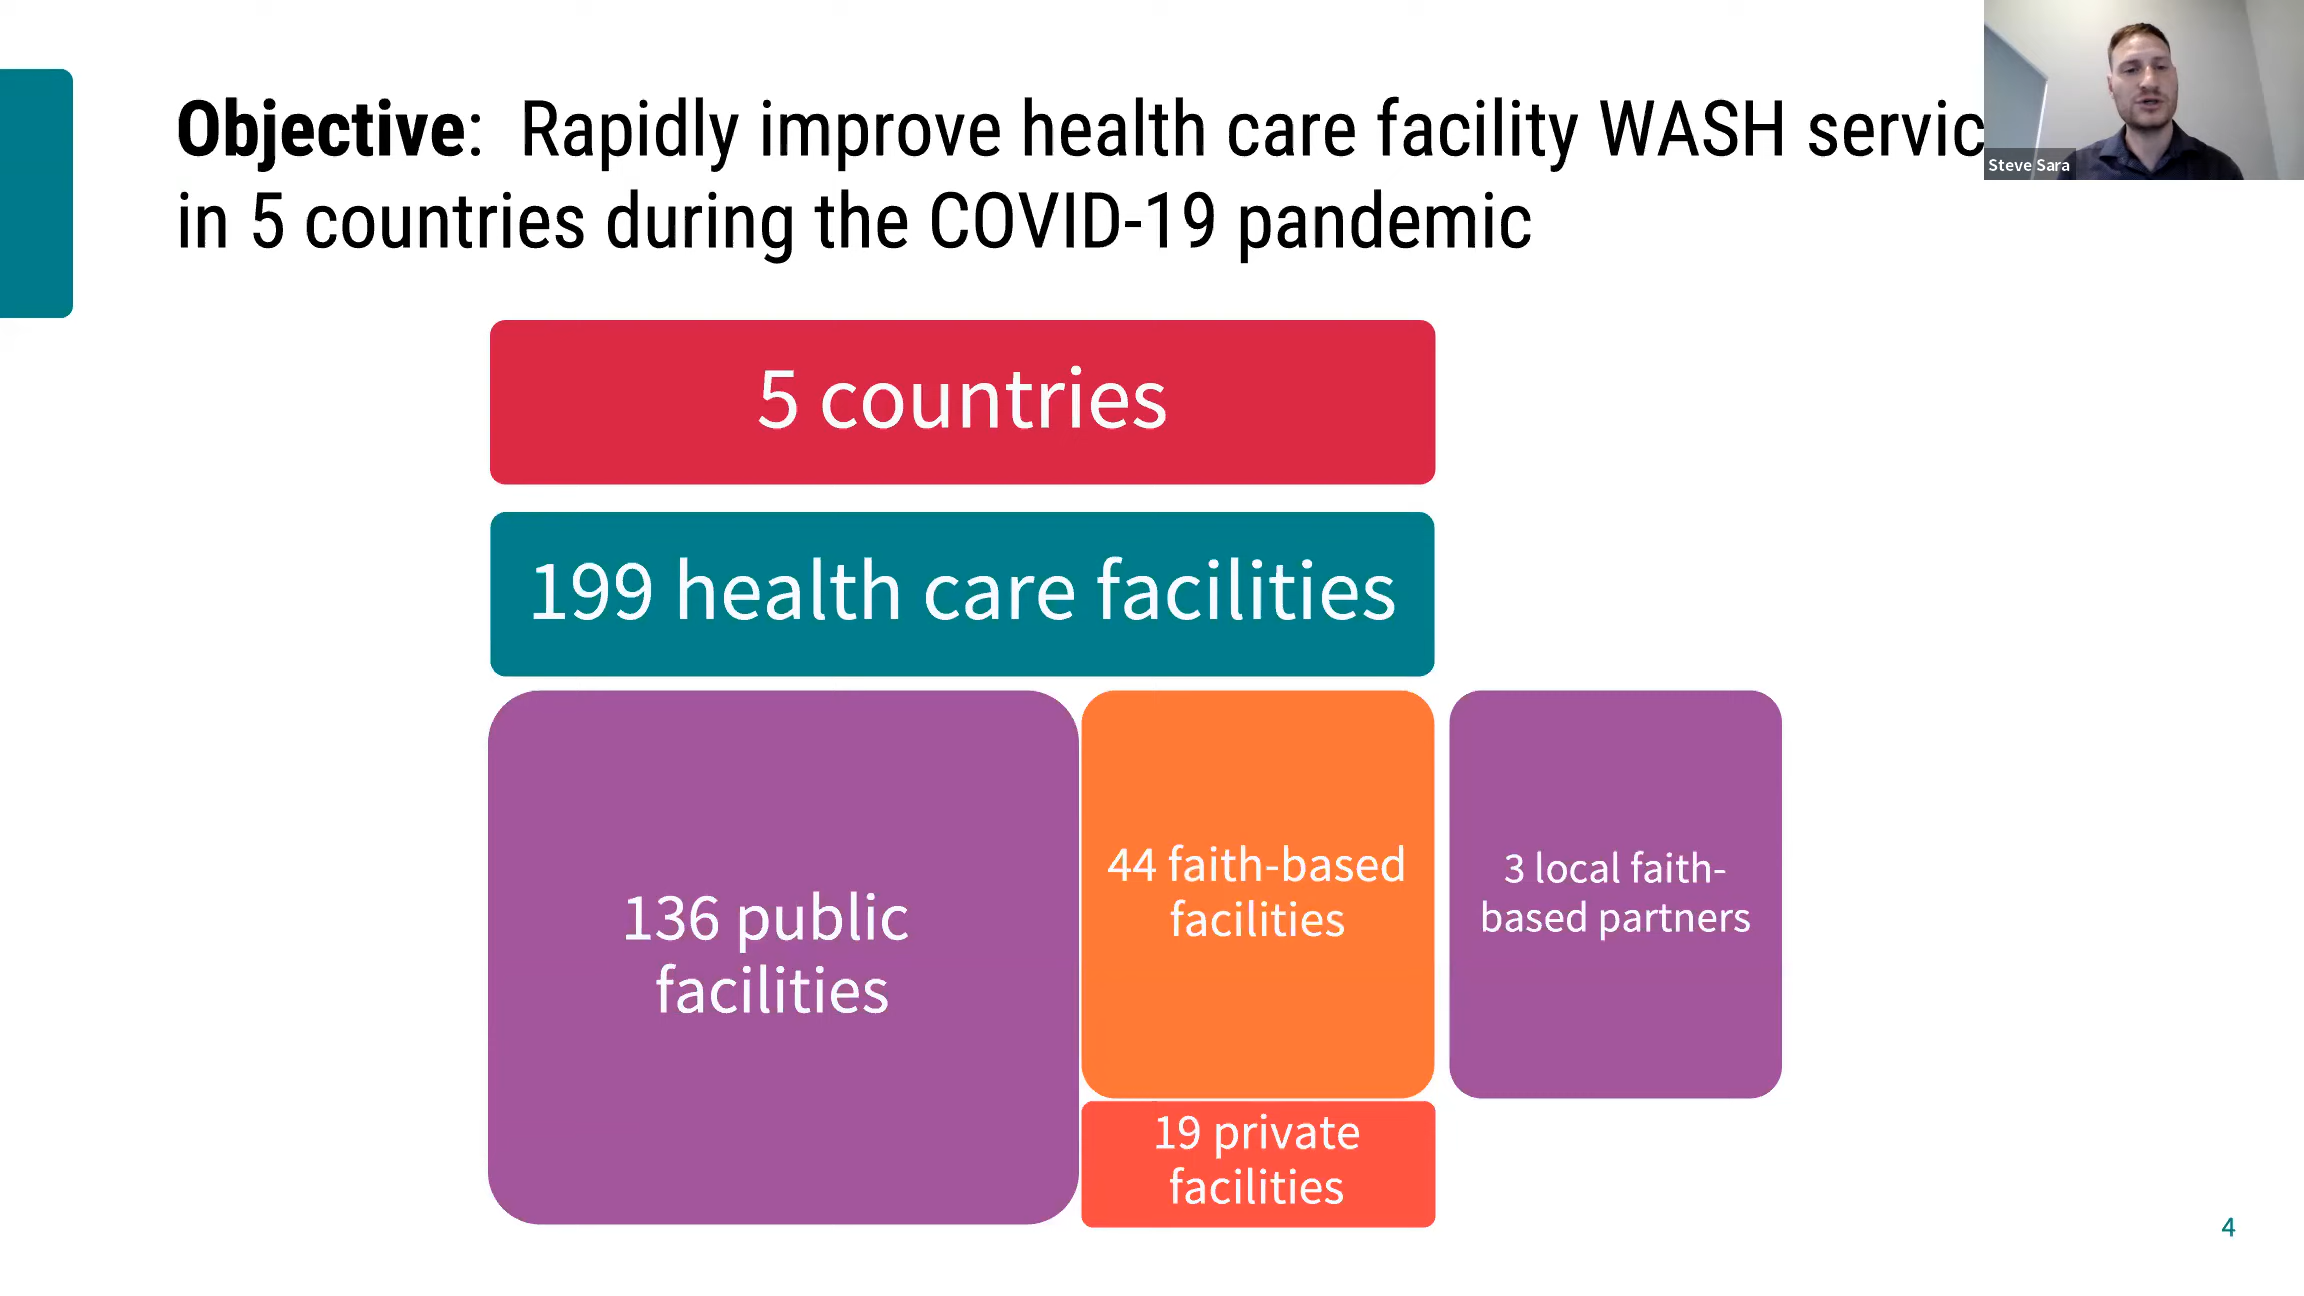 Objective: Rapidly improve health care facility WASH servic
in 5 countries during the COVID-19 pandemic
Steve Sara
5 countries
199 health care facilities
136 public
facilities
44 faith-based
facilities
3 local faith-
based partners
19 private
facilities
4